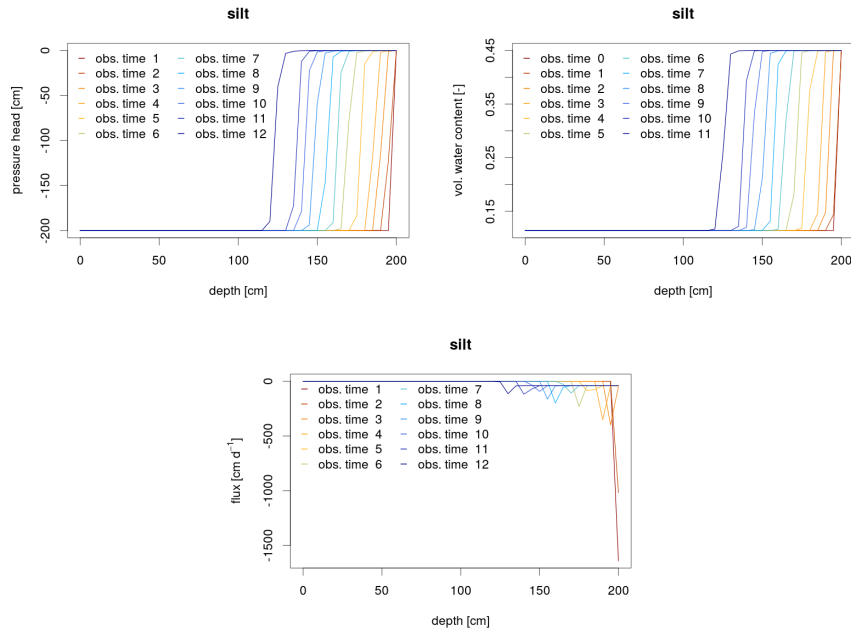 silt
pressure head [cm]
0
-50
-100
-150
-200
obs. time 1
obs. time 2
obs. time 3
obs. time 4
obs. time 5
obs. time 6
obs. time 7
obs. time 8
obs. time 9
obs. time 10
obs. time 11
obs. time 12
0
50
100
150
200
depth [cm]
silt
vol. water content [-]
0.45
0.35
0.25
0.15
obs. time 0
obs. time 1
obs. time 2
obs. time 3
obs. time 4
obs. time 5
obs. time 6
obs. time 7
obs. time 8
obs. time 9
obs. time 10
obs. time 11
0
50
100
150
200
depth [cm]
silt
flux [cm d⁻¹]
0
-500
-1000
-1500
obs. time 1
obs. time 2
obs. time 3
obs. time 4
obs. time 5
obs. time 6
obs. time 7
obs. time 8
obs. time 9
obs. time 10
obs. time 11
obs. time 12
0
50
100
150
200
depth [cm]